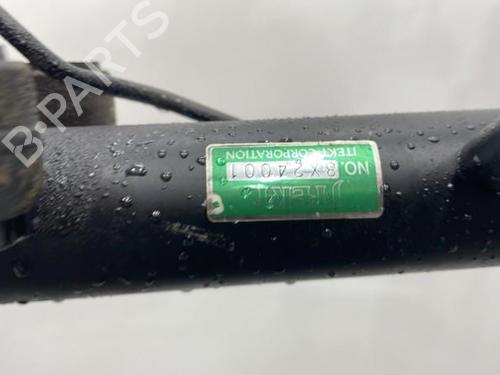 JTEKT
NO. 8X24001
JTEKT CORPORATION
B-PARTS